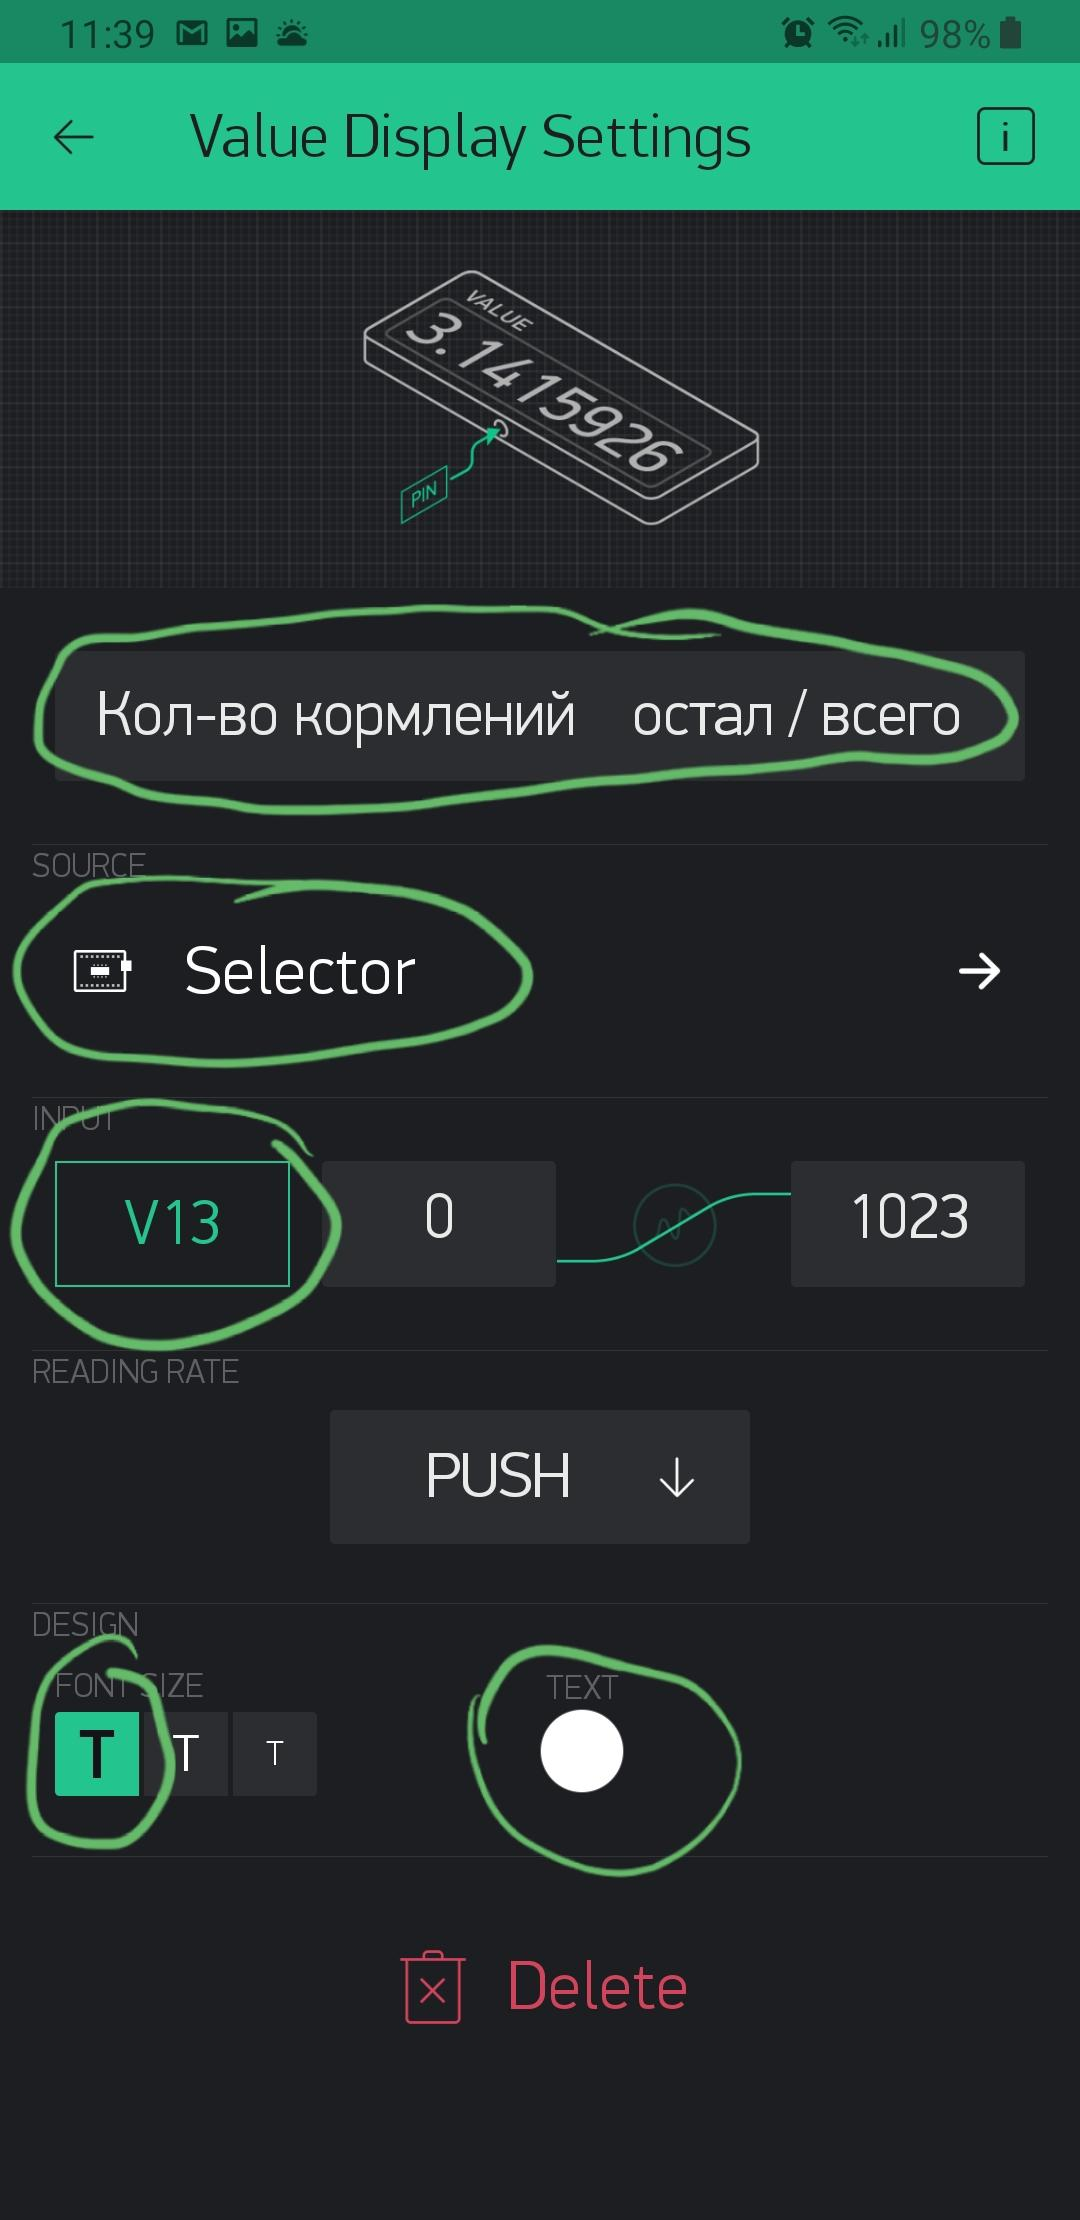 11:39 98%
Value Display Settings i
VALUE
3.1415926
PIN
Кол-во кормлений остал / всего
SOURCE
Selector
INPUT
V13 0 1023
READING RATE
PUSH
DESIGN
FONT SIZE TEXT
T T T
Delete